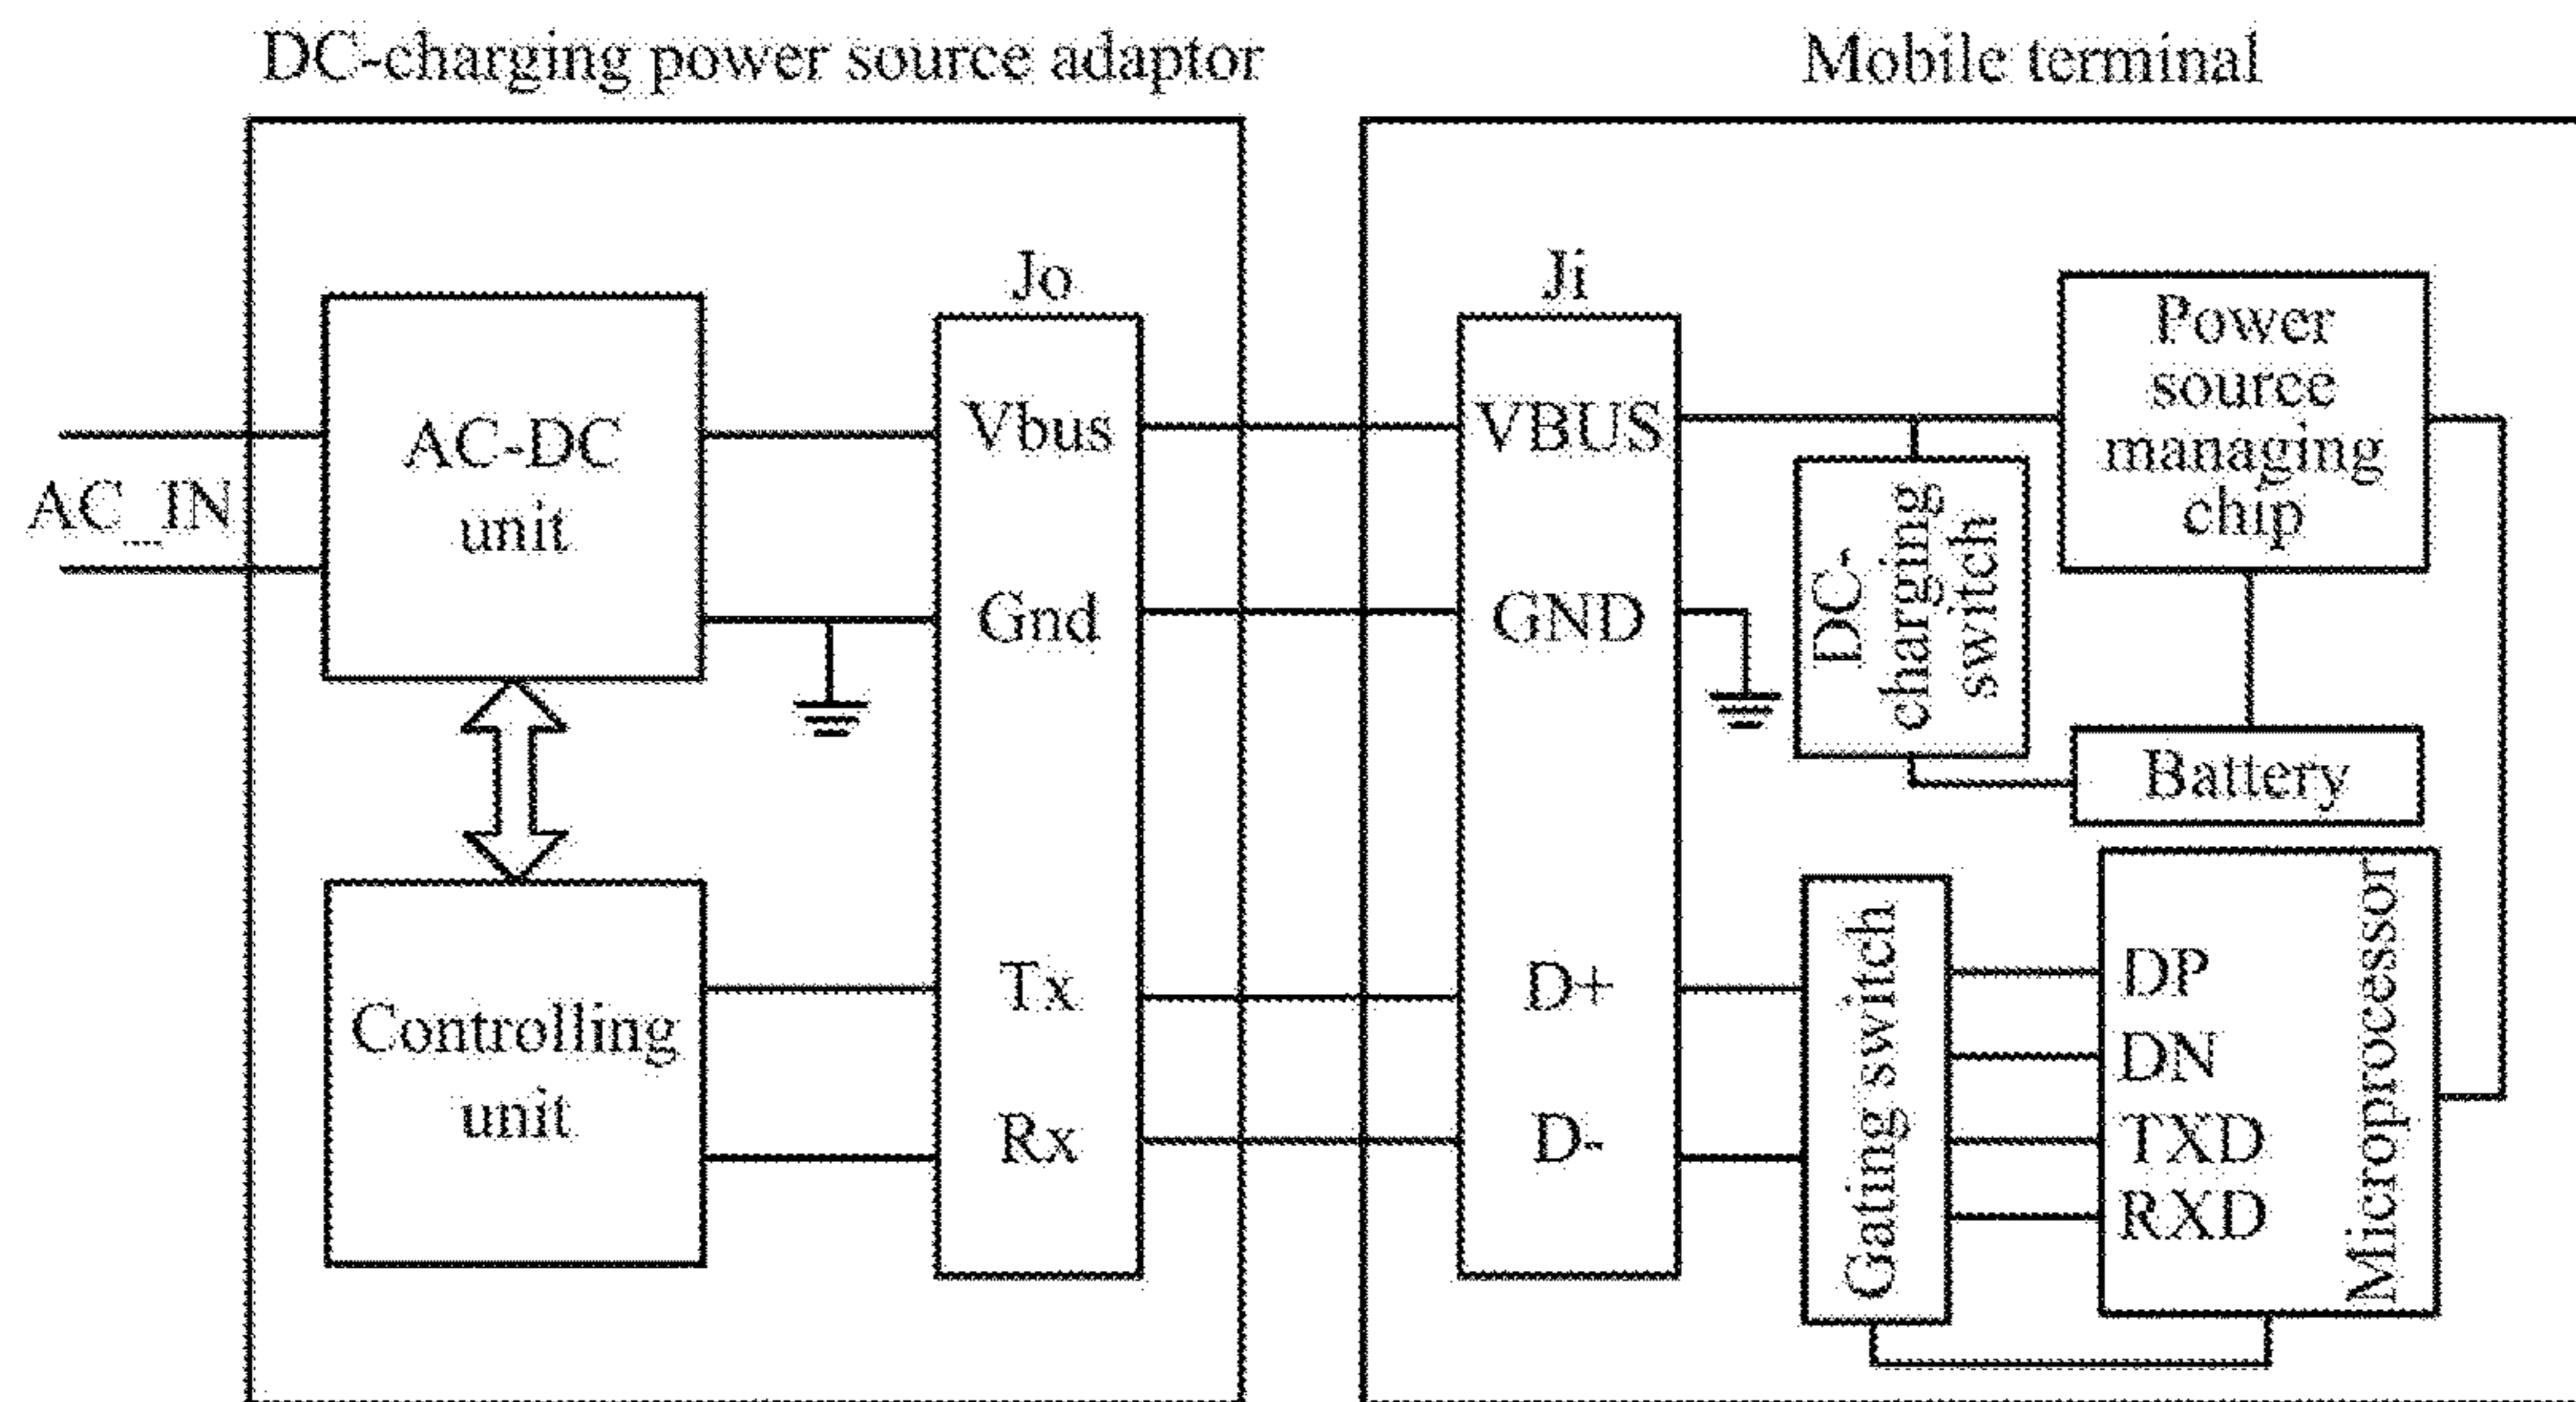 DC-charging power source adaptor
Mobile terminal
AC_IN
AC-DC
unit
Controlling
unit
Jo
Vbus
Gnd
Tx
Rx
Ji
VBUS
GND
D+
D-
DC-
charging
switch
Power
source
managing
chip
Battery
Gating switch
DP
DN
TXD
RXD
Microprocessor